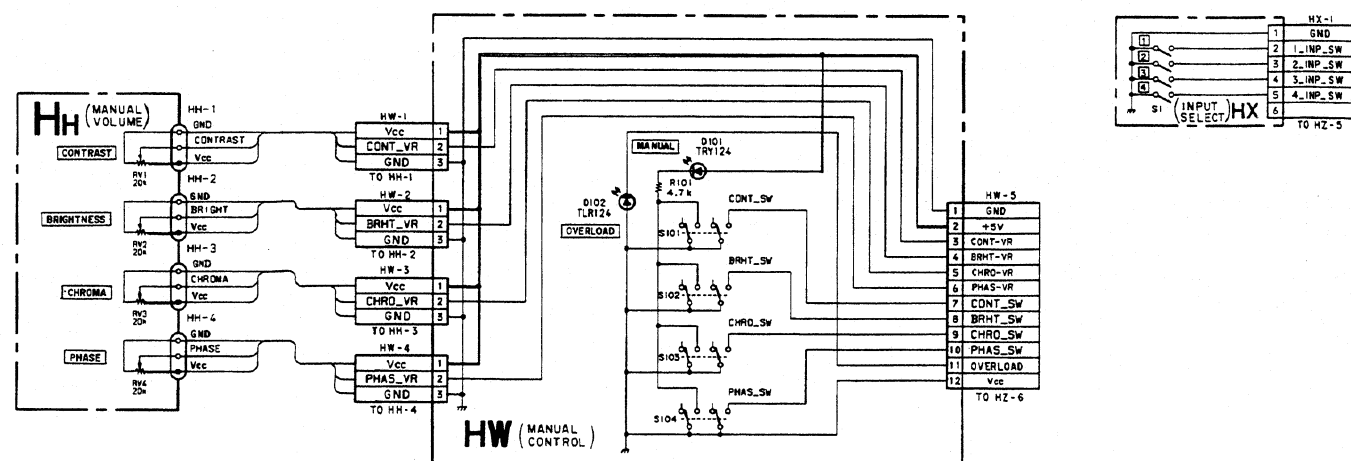 HH (MANUAL VOLUME)
HH-1
GND
CONTRAST
Vcc
CONTRAST
RV1
20K
HH-2
GND
BRIGHT
Vcc
BRIGHTNESS
RV2
20K
HH-3
GND
CHROMA
Vcc
CHROMA
RV3
20K
HH-4
GND
PHASE
Vcc
PHASE
RV4
20K
HW-1
Vcc 1
CONT_VR 2
GND 3
TO HH-1
HW-2
Vcc 1
BRHT_VR 2
GND 3
TO HH-2
HW-3
Vcc 1
CHRO_VR 2
GND 3
TO HH-3
HW-4
Vcc 1
PHAS_VR 2
GND 3
TO HH-4
HW (MANUAL CONTROL)
MANUAL
D101
TRY124
R101
4.7k
D102
TLR124
OVERLOAD
CONT_SW
S101
BRHT_SW
S102
CHRO_SW
S103
PHAS_SW
S104
HW-5
1 GND
2 +5V
3 CONT-VR
4 BRHT-VR
5 CHRO-VR
6 PHAS-VR
7 CONT_SW
8 BRHT_SW
9 CHRO_SW
10 PHAS_SW
11 OVERLOAD
12 Vcc
TO HZ-6
HX-1
1 GND
2 1_INP_SW
3 2_INP_SW
4 3_INP_SW
5 4_INP_SW
6
TO HZ-5
1
2
3
4
S1 (INPUT SELECT) HX